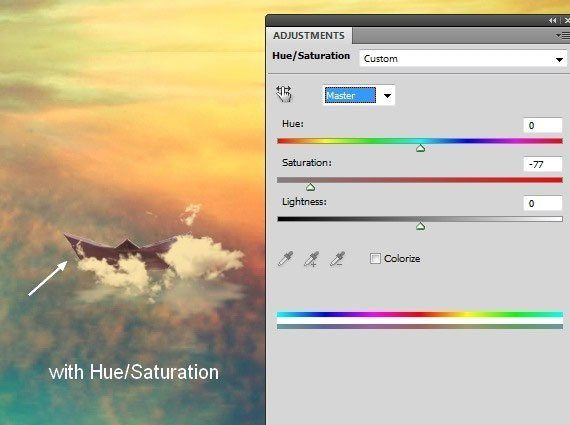 ADJUSTMENTS
Hue/Saturation
Custom
Master
Hue:
0
Saturation:
-77
Lightness:
0
Colorize
with Hue/Saturation